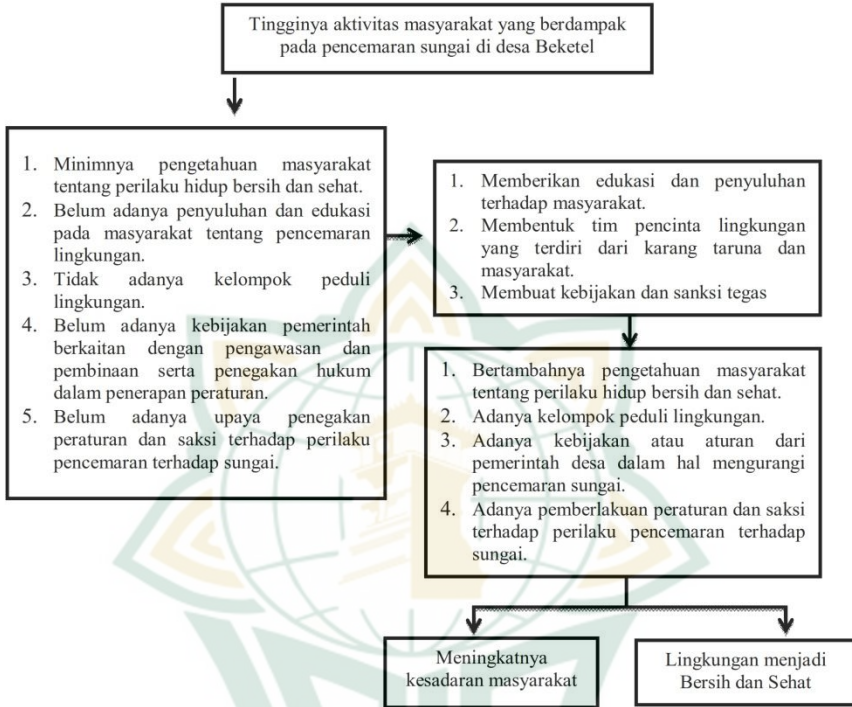 Tingginya aktivitas masyarakat yang berdampak
pada pencemaran sungai di desa Beketel
1. Minimnya pengetahuan masyarakat
tentang perilaku hidup bersih dan sehat.
2. Belum adanya penyuluhan dan edukasi
pada masyarakat tentang pencemaran
lingkungan.
3. Tidak adanya kelompok peduli
lingkungan.
4. Belum adanya kebijakan pemerintah
berkaitan dengan pengawasan dan
pembinaan serta penegakan hukum
dalam penerapan peraturan.
5. Belum adanya upaya penegakan
peraturan dan saksi terhadap perilaku
pencemaran terhadap sungai.
1. Memberikan edukasi dan penyuluhan
terhadap masyarakat.
2. Membentuk tim pencinta lingkungan
yang terdiri dari karang taruna dan
masyarakat.
3. Membuat kebijakan dan sanksi tegas
1. Bertambahnya pengetahuan masyarakat
tentang perilaku hidup bersih dan sehat.
2. Adanya kelompok peduli lingkungan.
3. Adanya kebijakan atau aturan dari
pemerintah desa dalam hal mengurangi
pencemaran sungai.
4. Adanya pemberlakuan peraturan dan saksi
terhadap perilaku pencemaran terhadap
sungai.
Meningkatnya
kesadaran masyarakat
Lingkungan menjadi
Bersih dan Sehat